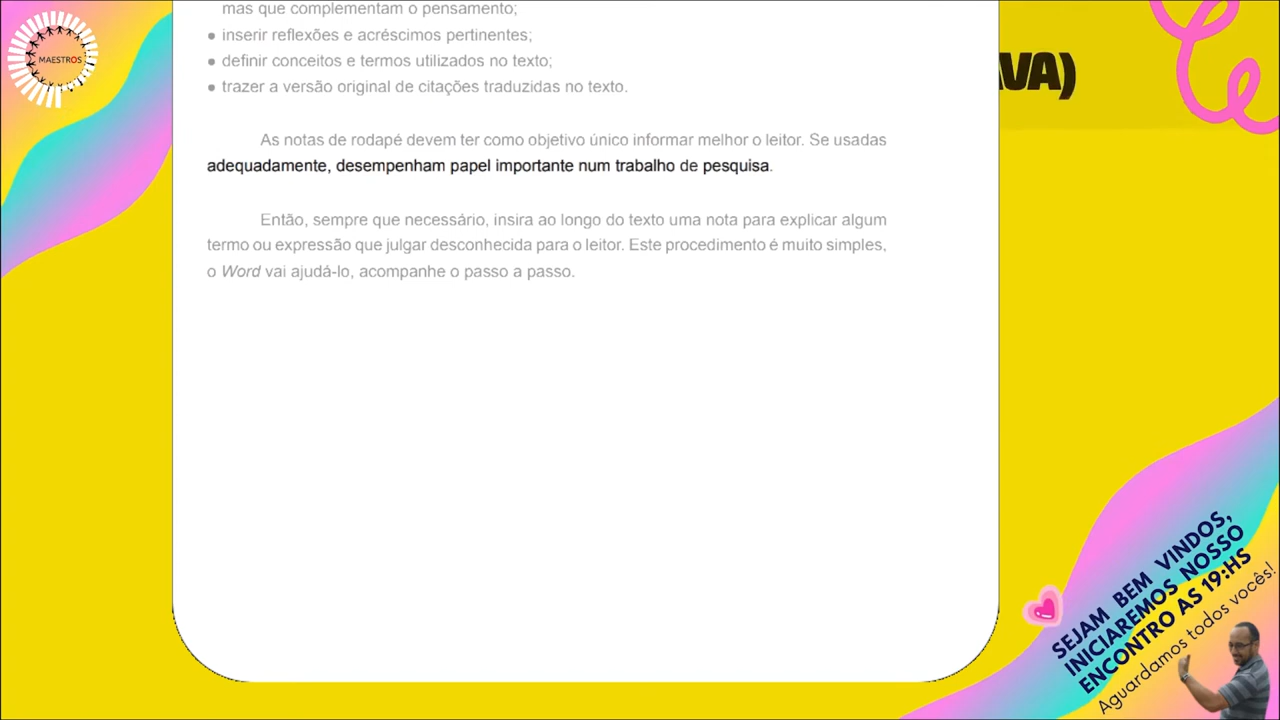 MAESTROS
AVA)
mas que complementam o pensamento;
● inserir reflexões e acréscimos pertinentes;
● definir conceitos e termos utilizados no texto;
● trazer a versão original de citações traduzidas no texto.
As notas de rodapé devem ter como objetivo único informar melhor o leitor. Se usadas
adequadamente, desempenham papel importante num trabalho de pesquisa.
Então, sempre que necessário, insira ao longo do texto uma nota para explicar algum
termo ou expressão que julgar desconhecida para o leitor. Este procedimento é muito simples,
o Word vai ajudá-lo, acompanhe o passo a passo.
SEJAM BEM VINDOS,
INICIAREMOS NOSSO
ENCONTRO AS 19:HS
Aguardamos todos vocês!